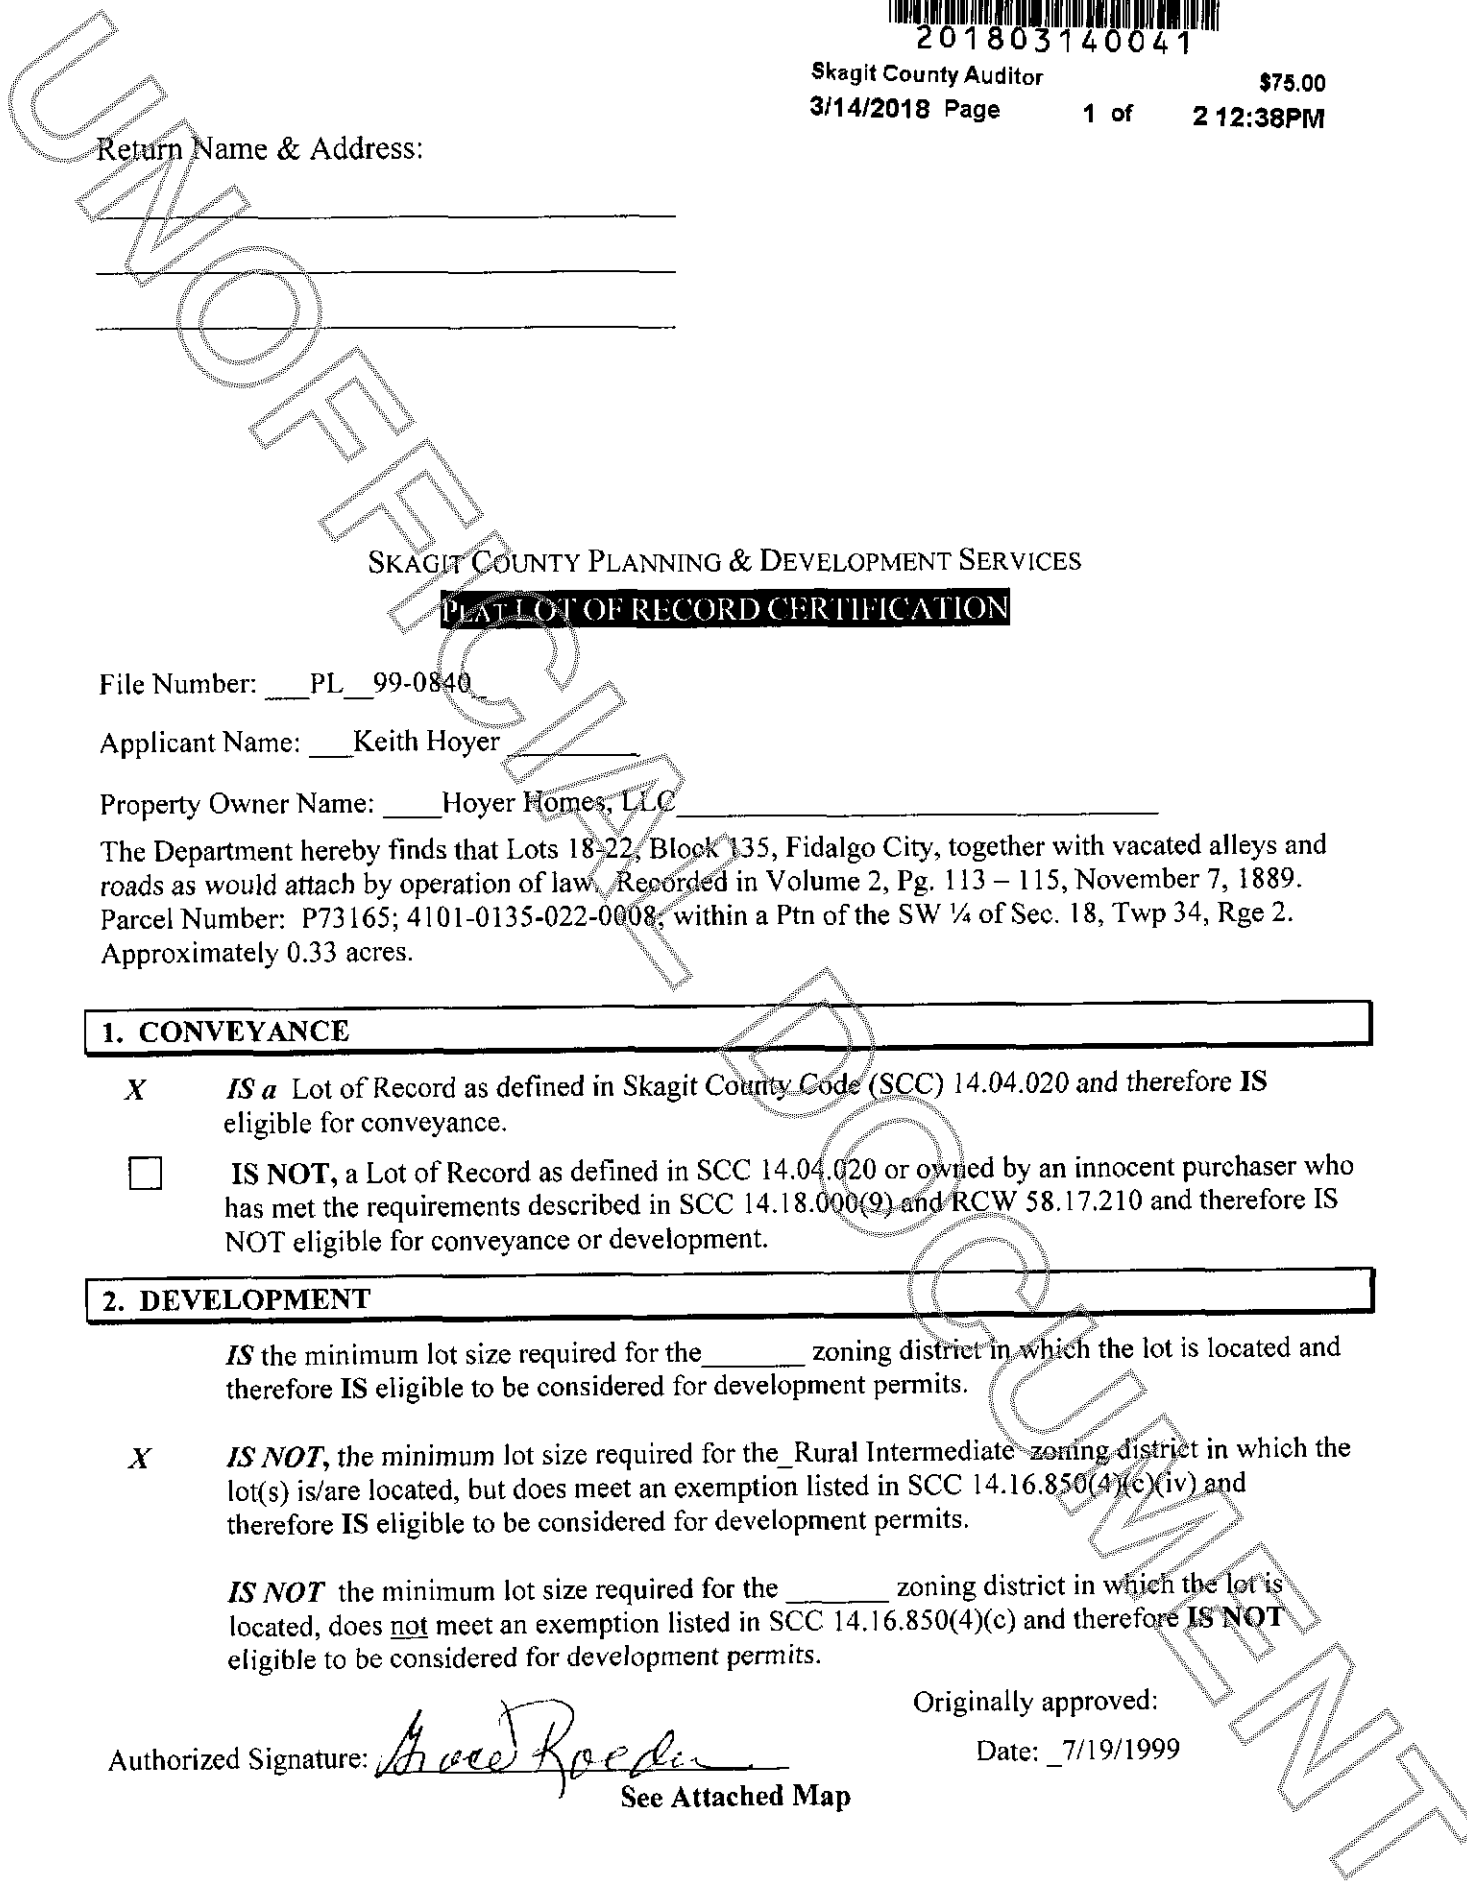 201803140041
Skagit County Auditor $75.00
3/14/2018 Page 1 of 2 12:38PM
Return Name & Address:
SKAGIT COUNTY PLANNING & DEVELOPMENT SERVICES
PLAT LOT OF RECORD CERTIFICATION
File Number: ___PL__99-0840_
Applicant Name: ___Keith Hoyer _________
Property Owner Name: ____Hoyer Homes, LLC________________________________
The Department hereby finds that Lots 18-22, Block 135, Fidalgo City, together with vacated alleys and
roads as would attach by operation of law. Recorded in Volume 2, Pg. 113 – 115, November 7, 1889.
Parcel Number: P73165; 4101-0135-022-0008; within a Ptn of the SW ¼ of Sec. 18, Twp 34, Rge 2.
Approximately 0.33 acres.
1. CONVEYANCE
X IS a Lot of Record as defined in Skagit County Code (SCC) 14.04.020 and therefore IS
eligible for conveyance.
IS NOT, a Lot of Record as defined in SCC 14.04.020 or owned by an innocent purchaser who
has met the requirements described in SCC 14.18.000(9) and RCW 58.17.210 and therefore IS
NOT eligible for conveyance or development.
2. DEVELOPMENT
IS the minimum lot size required for the_______ zoning district in which the lot is located and
therefore IS eligible to be considered for development permits.
X IS NOT, the minimum lot size required for the_Rural Intermediate zoning district in which the
lot(s) is/are located, but does meet an exemption listed in SCC 14.16.850(4)(c)(iv) and
therefore IS eligible to be considered for development permits.
IS NOT the minimum lot size required for the _______ zoning district in which the lot is
located, does not meet an exemption listed in SCC 14.16.850(4)(c) and therefore IS NOT
eligible to be considered for development permits.
Originally approved:
Authorized Signature: Grace Roeder Date: _7/19/1999
See Attached Map
UNOFFICIAL DOCUMENT